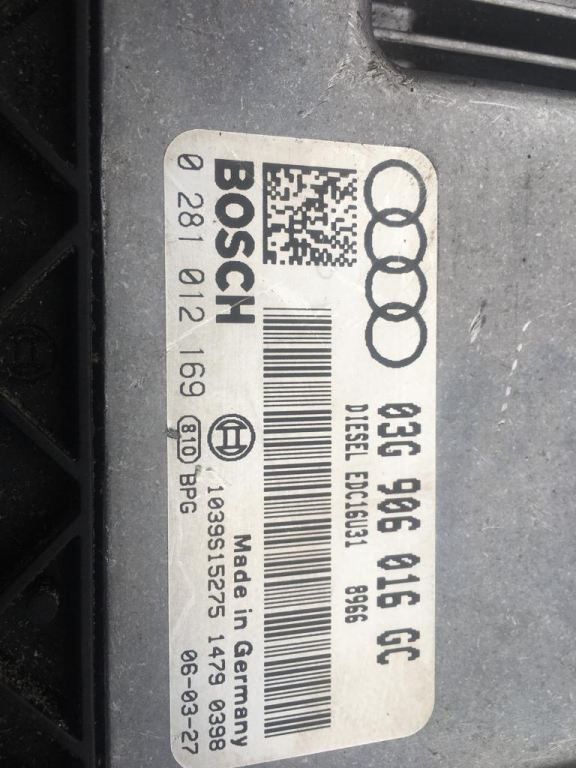 03G 906 016 GC
DIESEL EDC16U31 8966
BOSCH
0 281 012 169 810 BPG
Made in Germany
1039S15275 1479 0398
06-03-27